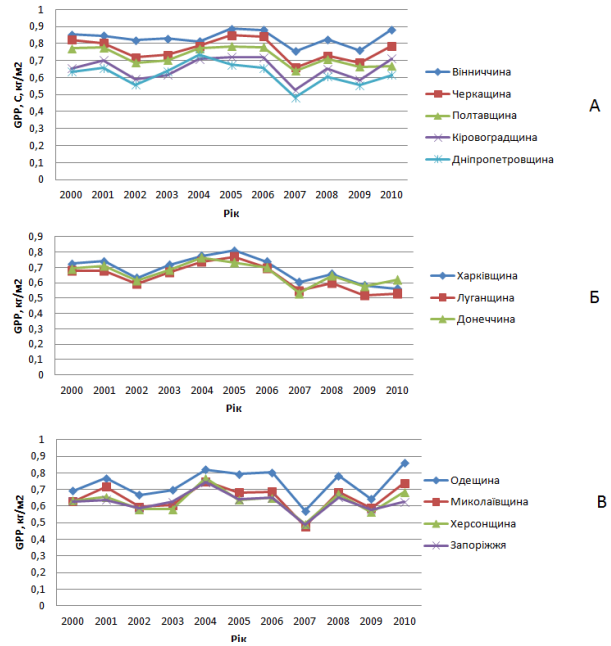 GPP, С, кг/м2
1
0,9
0,8
0,7
0,6
0,5
0,4
0,3
0,2
0,1
0
2000 2001 2002 2003 2004 2005 2006 2007 2008 2009 2010
Рік
Вінниччина
Черкащина
Полтавщина
Кіровоградщина
Дніпропетровщина
А
GPP, кг/м2
0,9
0,8
0,7
0,6
0,5
0,4
0,3
0,2
0,1
0
2000 2001 2002 2003 2004 2005 2006 2007 2008 2009 2010
Рік
Харківщина
Луганщина
Донеччина
Б
GPP, кг/м2
1
0,9
0,8
0,7
0,6
0,5
0,4
0,3
0,2
0,1
0
2000 2001 2002 2003 2004 2005 2006 2007 2008 2009 2010
Рік
Одещина
Миколаївщина
Херсонщина
Запоріжжя
В